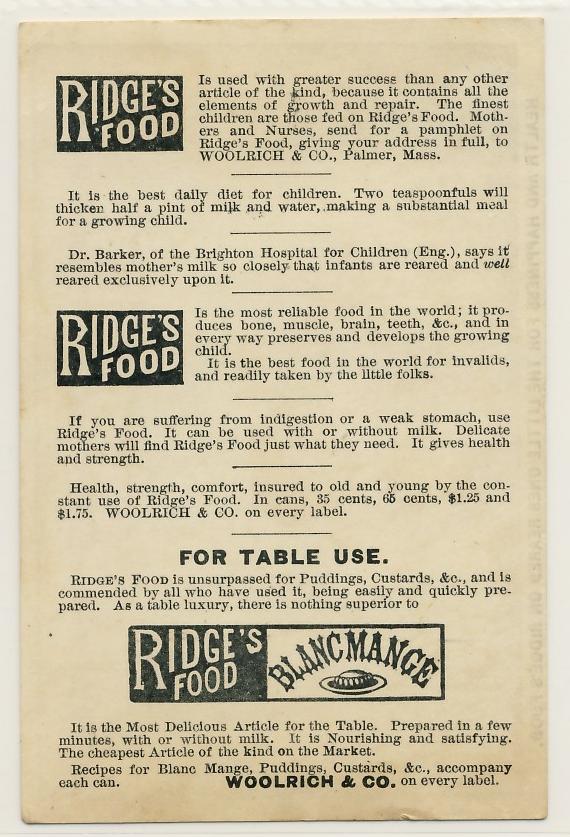 RIDGE'S FOOD
Is used with greater success than any other
article of the kind, because it contains all the
elements of growth and repair. The finest
children are those fed on Ridge's Food. Moth-
ers and Nurses, send for a pamphlet on
Ridge's Food, giving your address in full, to
WOOLRICH & CO., Palmer, Mass.
It is the best daily diet for children. Two teaspoonfuls will
thicken half a pint of milk and water, making a substantial meal
for a growing child.
Dr. Barker, of the Brighton Hospital for Children (Eng.), says it
resembles mother's milk so closely that infants are reared and well
reared exclusively upon it.
RIDGE'S FOOD
Is the most reliable food in the world; it pro-
duces bone, muscle, brain, teeth, &c., and in
every way preserves and develops the growing
child.
It is the best food in the world for invalids,
and readily taken by the little folks.
If you are suffering from indigestion or a weak stomach, use
Ridge's Food. It can be used with or without milk. Delicate
mothers will find Ridge's Food just what they need. It gives health
and strength.
Health, strength, comfort, insured to old and young by the con-
stant use of Ridge's Food. In cans, 35 cents, 65 cents, $1.25 and
$1.75. WOOLRICH & CO. on every label.
FOR TABLE USE.
RIDGE'S FOOD is unsurpassed for Puddings, Custards, &c., and is
commended by all who have used it, being easily and quickly pre-
pared. As a table luxury, there is nothing superior to
RIDGE'S FOOD BLANCMANGE
It is the Most Delicious Article for the Table. Prepared in a few
minutes, with or without milk. It is Nourishing and satisfying.
The cheapest Article of the kind on the Market.
Recipes for Blanc Mange, Puddings, Custards, &c., accompany
each can. WOOLRICH & CO. on every label.